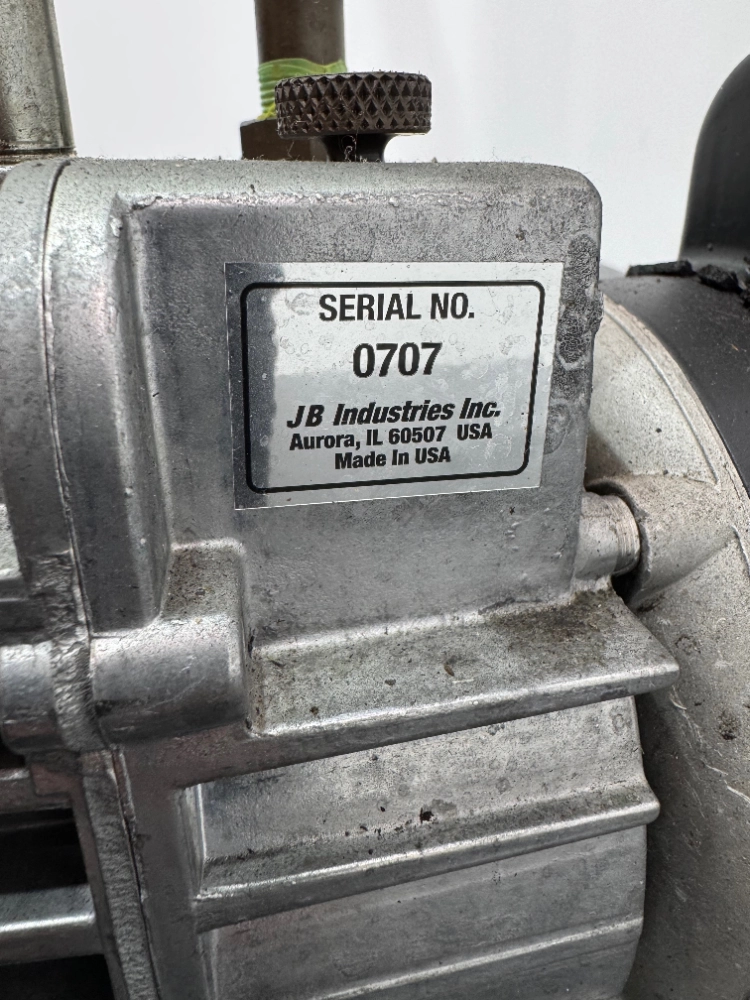 SERIAL NO.
0707
JB Industries Inc.
Aurora, IL 60507 USA
Made In USA